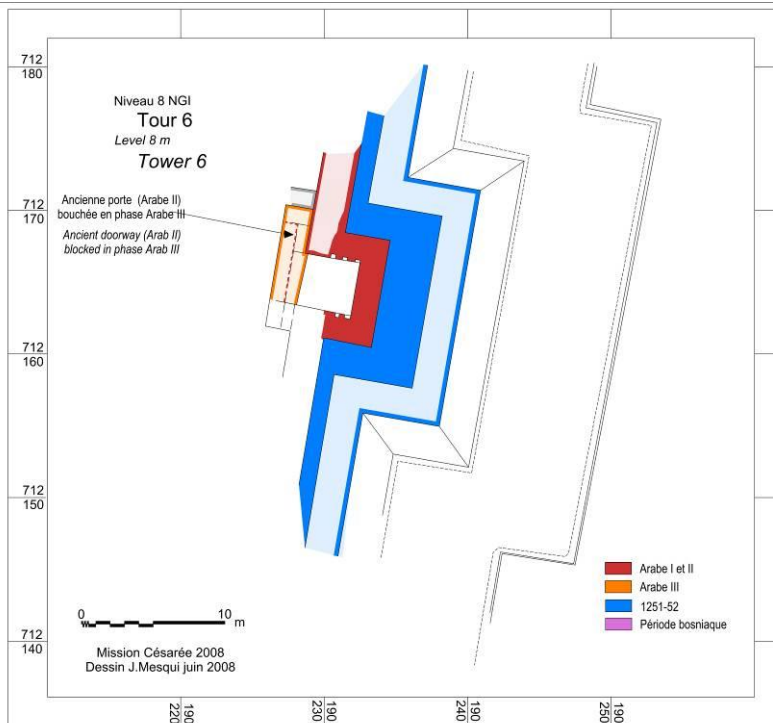 712
180
Niveau 8 NGI
Tour 6
Level 8 m
Tower 6
Ancienne porte (Arabe II)
bouchée en phase Arabe III
Ancient doorway (Arab II)
blocked in phase Arab III
712
170
712
160
712
150
712
140
0
10
m
Mission Césarée 2008
Dessin J.Mesqui juin 2008
Arabe I et II
Arabe III
1251-52
Période bosniaque
190
220
190
230
190
240
190
250